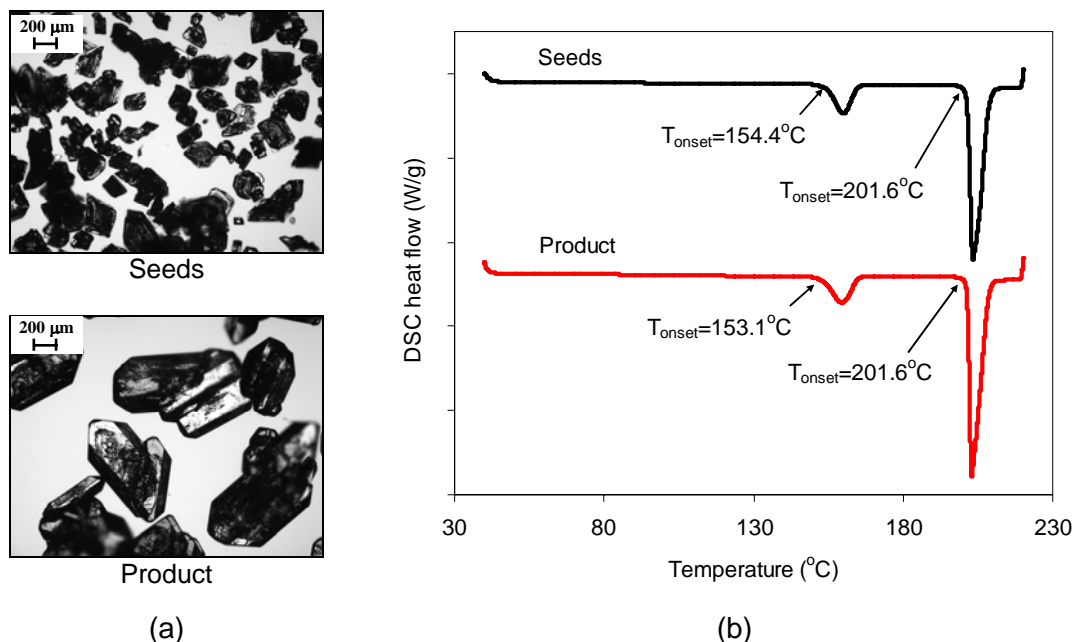 200 µm
Seeds
200 µm
Product
(a)
Seeds
Tonset=154.4°C
Tonset=201.6°C
Product
Tonset=153.1°C
Tonset=201.6°C
DSC heat flow (W/g)
30 80 130 180 230
Temperature (°C)
(b)